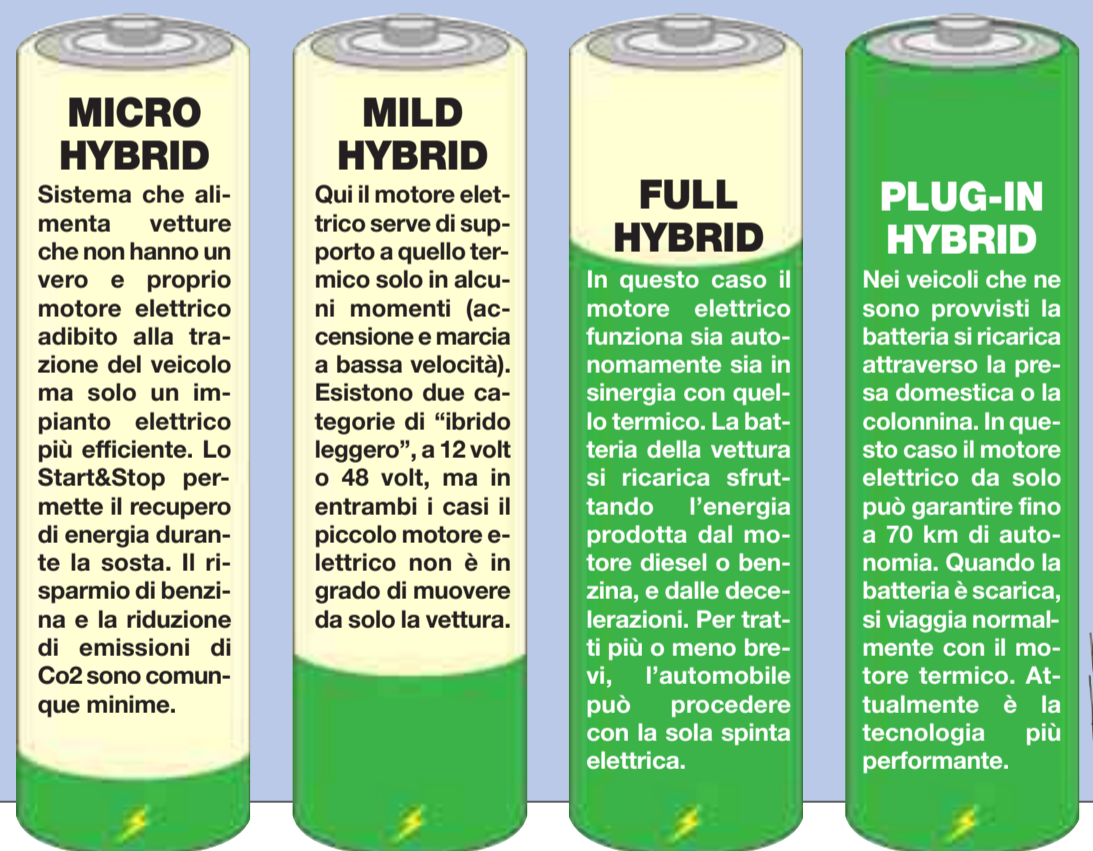 MICRO
HYBRID
Sistema che ali-
menta vetture
che non hanno un
vero e proprio
motore elettrico
adibito alla tra-
zione del veicolo
ma solo un im-
pianto elettrico
più efficiente. Lo
Start&Stop per-
mette il recupero
di energia duran-
te la sosta. Il ri-
sparmio di benzi-
na e la riduzione
di emissioni di
Co2 sono comun-
que minime.
MILD
HYBRID
Qui il motore elet-
trico serve di sup-
porto a quello ter-
mico solo in alcu-
ni momenti (ac-
censione e marcia
a bassa velocità).
Esistono due ca-
tegorie di “ibrido
leggero”, a 12 volt
o 48 volt, ma in
entrambi i casi il
piccolo motore e-
lettrico non è in
grado di muovere
da solo la vettura.
FULL
HYBRID
In questo caso il
motore elettrico
funziona sia auto-
nomamente sia in
sinergia con quel-
lo termico. La bat-
teria della vettura
si ricarica sfrut-
tando l’energia
prodotta dal mo-
tore diesel o ben-
zina, e dalle dece-
lerazioni. Per trat-
ti più o meno bre-
vi, l’automobile
può procedere
con la sola spinta
elettrica.
PLUG-IN
HYBRID
Nei veicoli che ne
sono provvisti la
batteria si ricarica
attraverso la pre-
sa domestica o la
colonnina. In que-
sto caso il motore
elettrico da solo
può garantire fino
a 70 km di auto-
nomia. Quando la
batteria è scarica,
si viaggia normal-
mente con il mo-
tore termico. At-
tualmente è la
tecnologia più
performante.